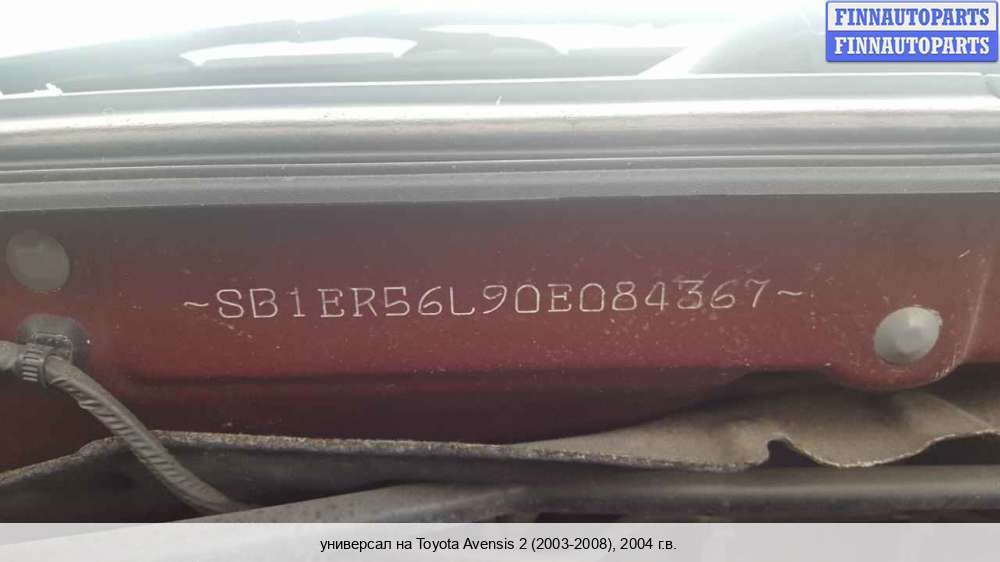 FINNAUTOPARTS
FINNAUTOPARTS
~SB1ER56L90E084367~
универсал на Toyota Avensis 2 (2003-2008), 2004 г.в.